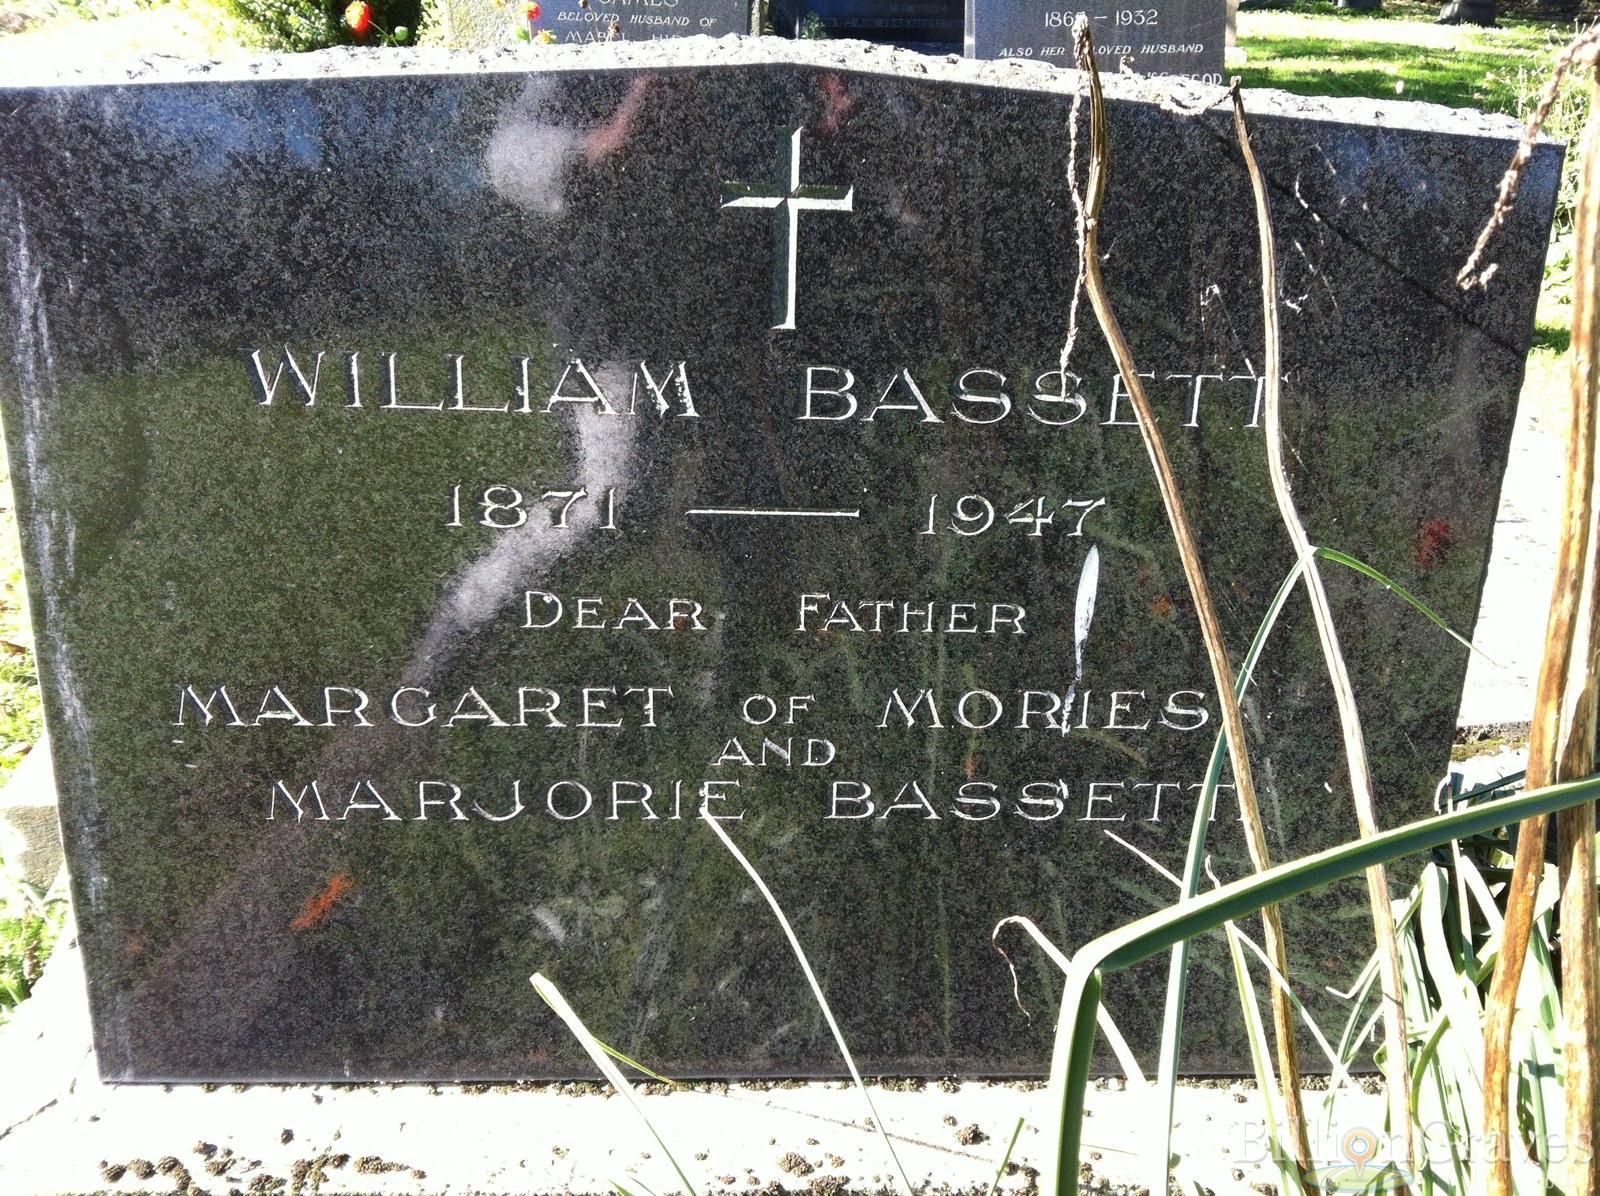 BELOVED HUSBAND OF
1932
ALSO HER BELOVED HUSBAND
WILLIAM BASSETT
1871 — 1947
DEAR FATHER
MARGARET OF MORIES
AND
MARJORIE BASSETT
BillionGraves